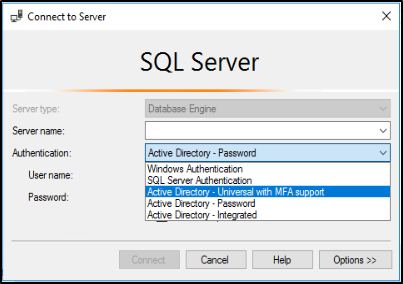 Connect to Server
SQL Server
Server type: Database Engine
Server name:
Authentication: Active Directory - Password
Windows Authentication
User name:
SQL Server Authentication
Active Directory - Universal with MFA support
Password:
Active Directory - Password
Active Directory - Integrated
Connect Cancel Help Options >>